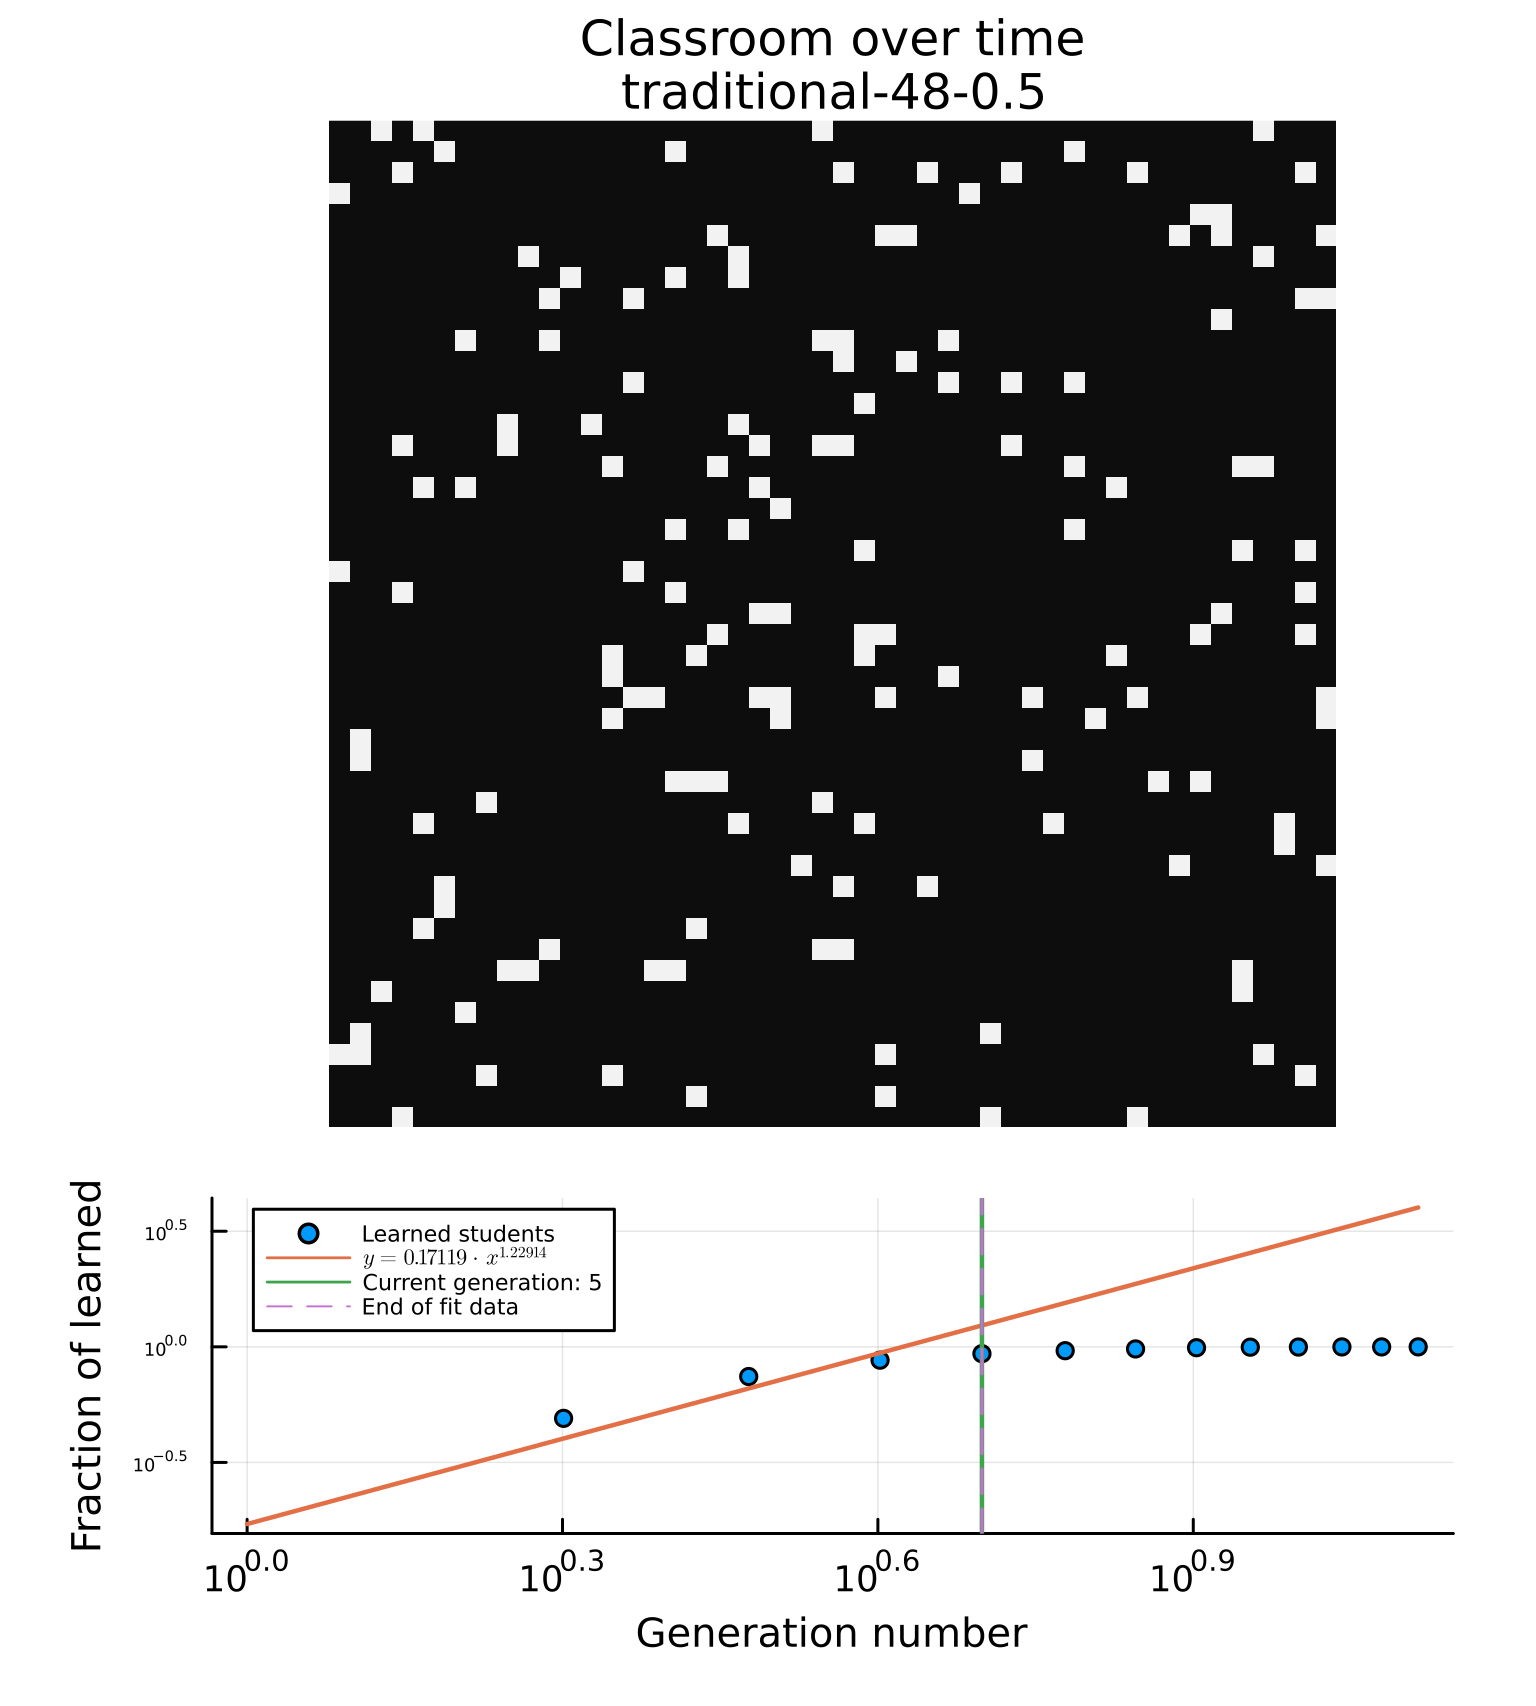 Classroom over time
traditional-48-0.5
Fraction of learned
10^0.5
10^0.0
10^−0.5
Learned students
y = 0.17119 · x^1.22914
Current generation: 5
End of fit data
10^0.0 10^0.3 10^0.6 10^0.9
Generation number